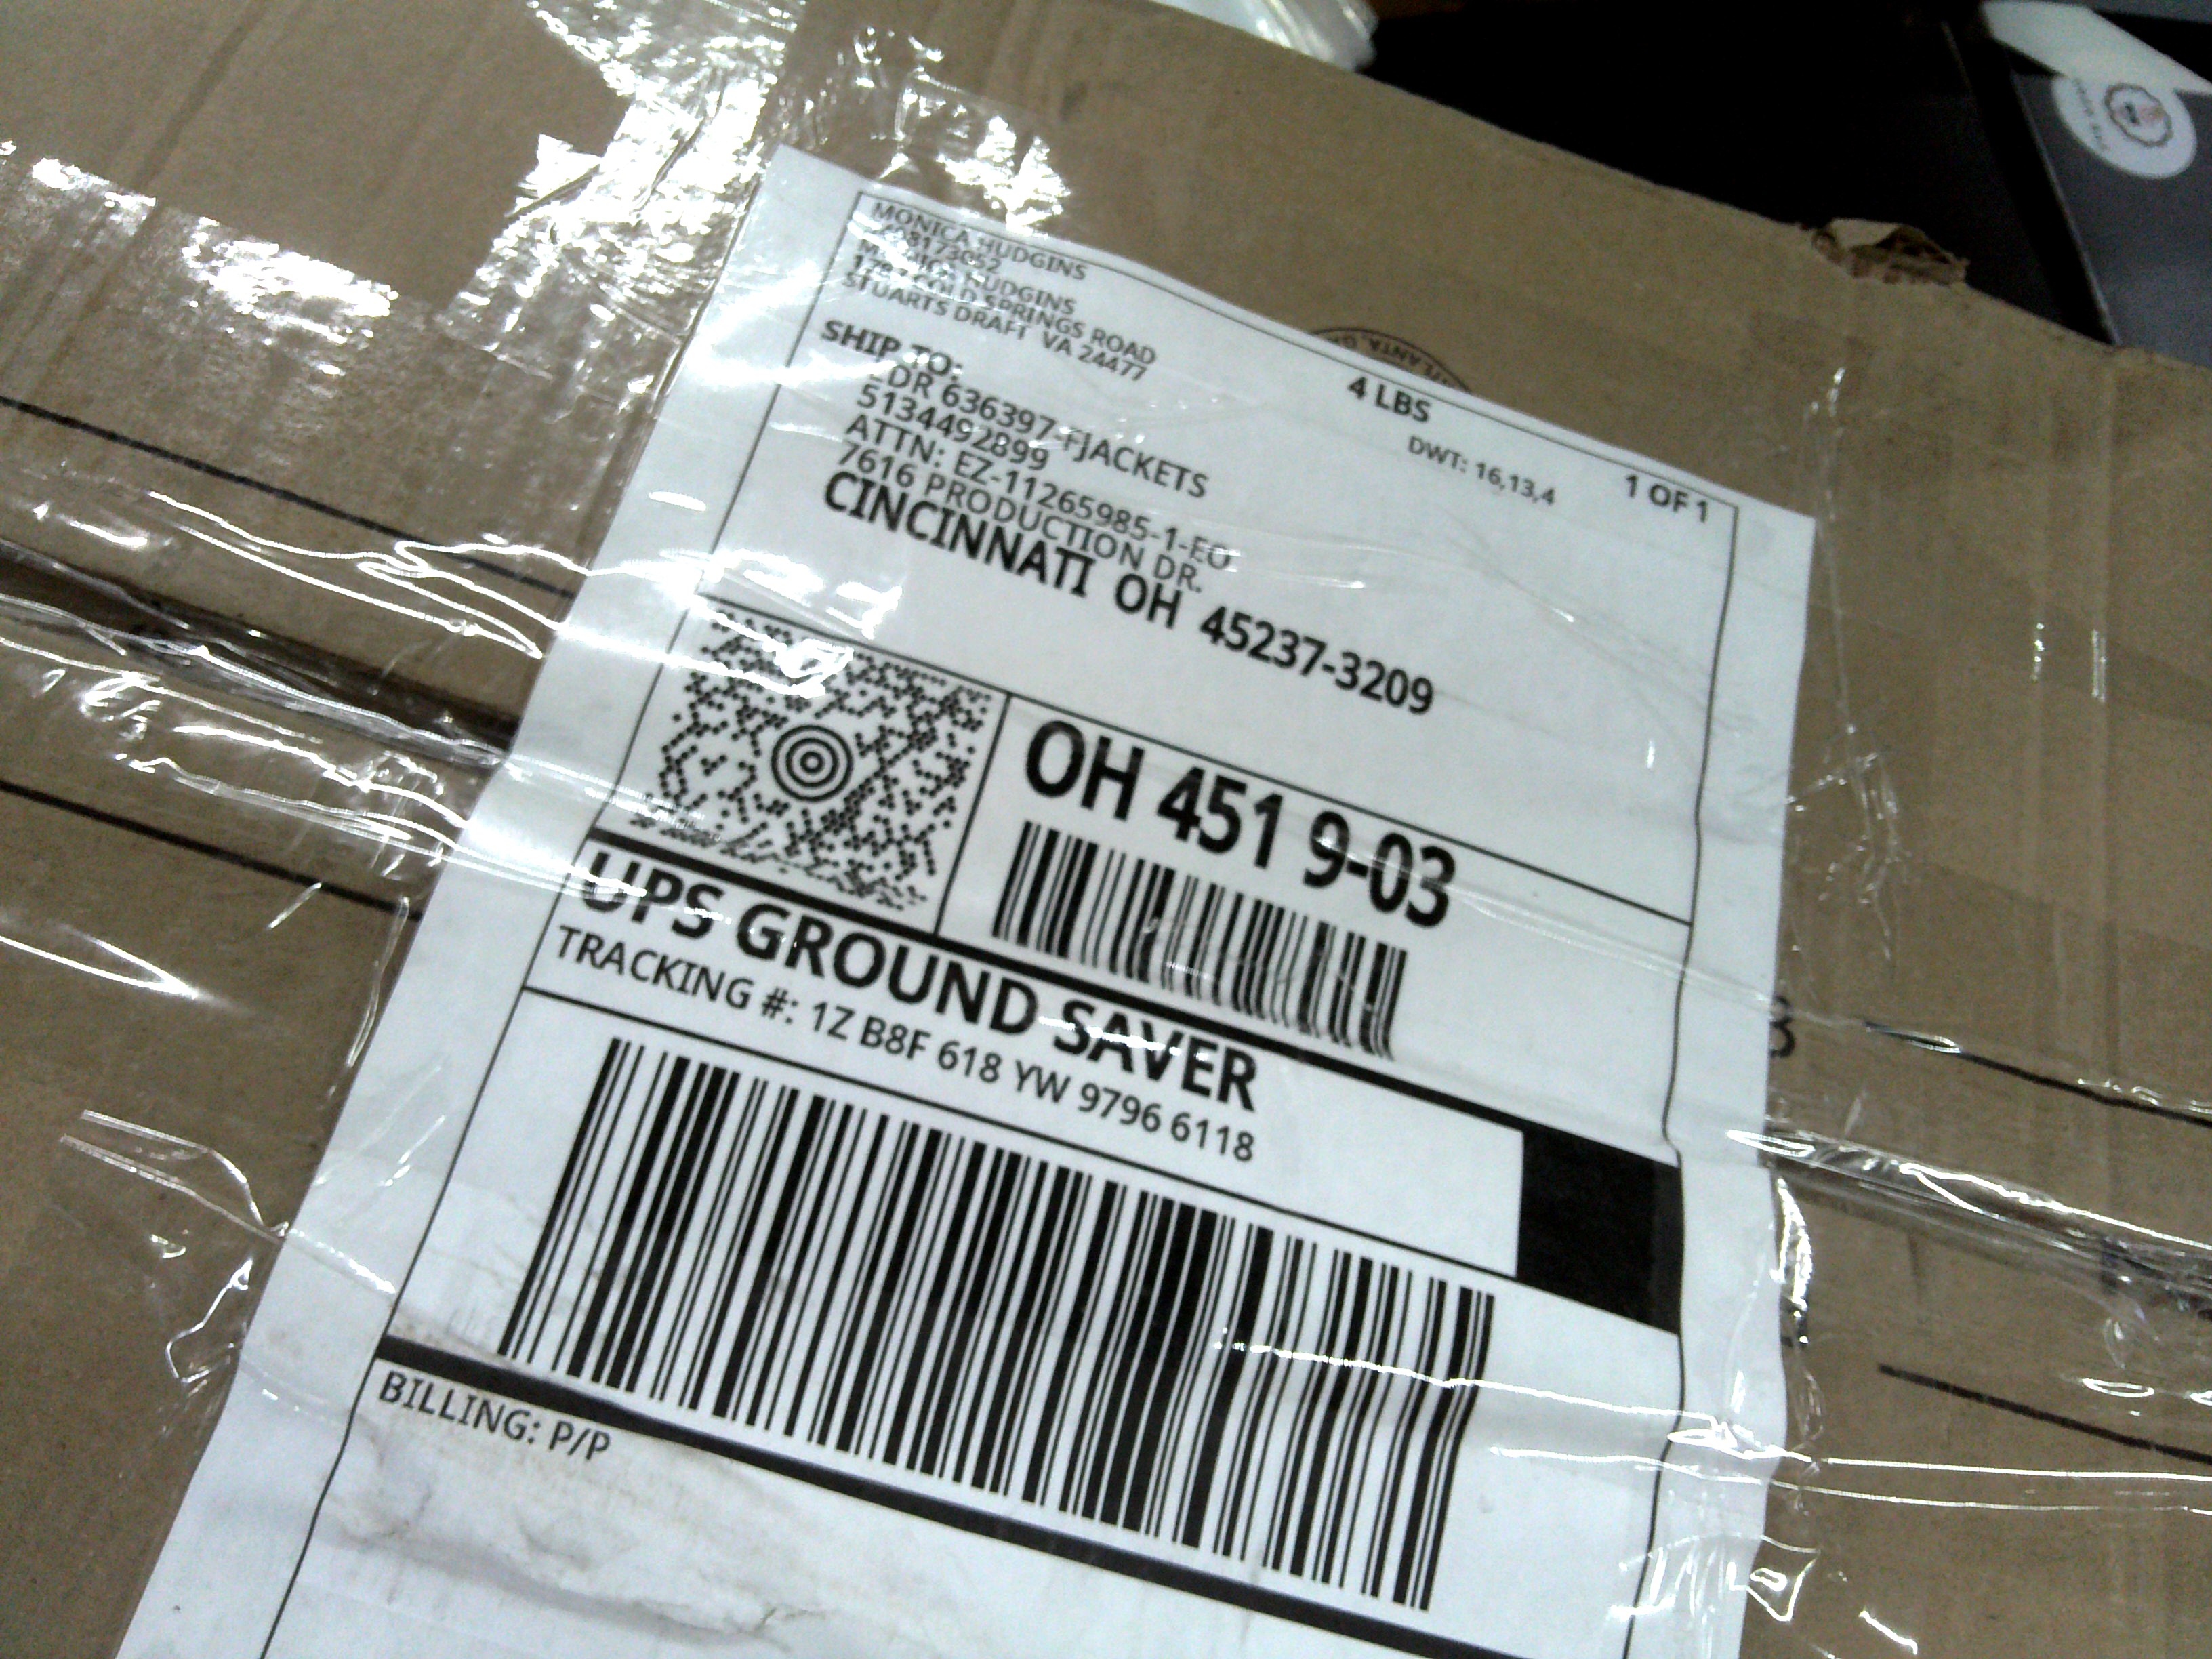 MONICA HUDGINS
MONICA HUDGINS
COLD SPRINGS ROAD
STUARTS DRAFT VA 24477
4 LBS
1 OF 1
DWT: 16,13,4
SHIP TO:
636397-FJACKETS
5134492899
ATTN: EZ-11265985-1-EO
7616 PRODUCTION DR.
CINCINNATI OH 45237-3209
OH 451 9-03
UPS GROUND SAVER
TRACKING #: 1Z B8F 618 YW 9796 6118
BILLING: P/P